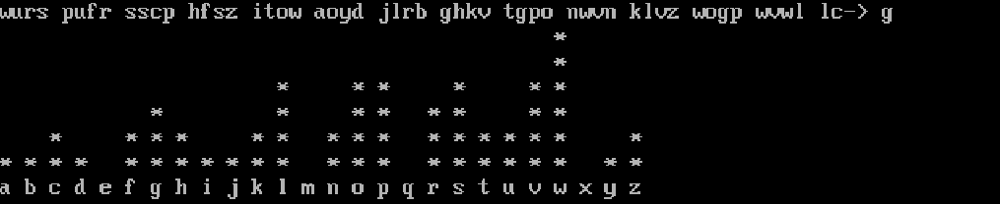 wurs pufr sscp hfsz itow aoyd jlrb ghkv tgpo nwvn klvz wogp wvwl lc-> g
                                            *
                                            *
                      *     * *     *     * *
            *         *     * *   * *     * *
    *     * * *     * *   * * *   * * * * * *     *
* * * *   * * * * * * *   * * *   * * * * * *   * *
a b c d e f g h i j k l m n o p q r s t u v w x y z